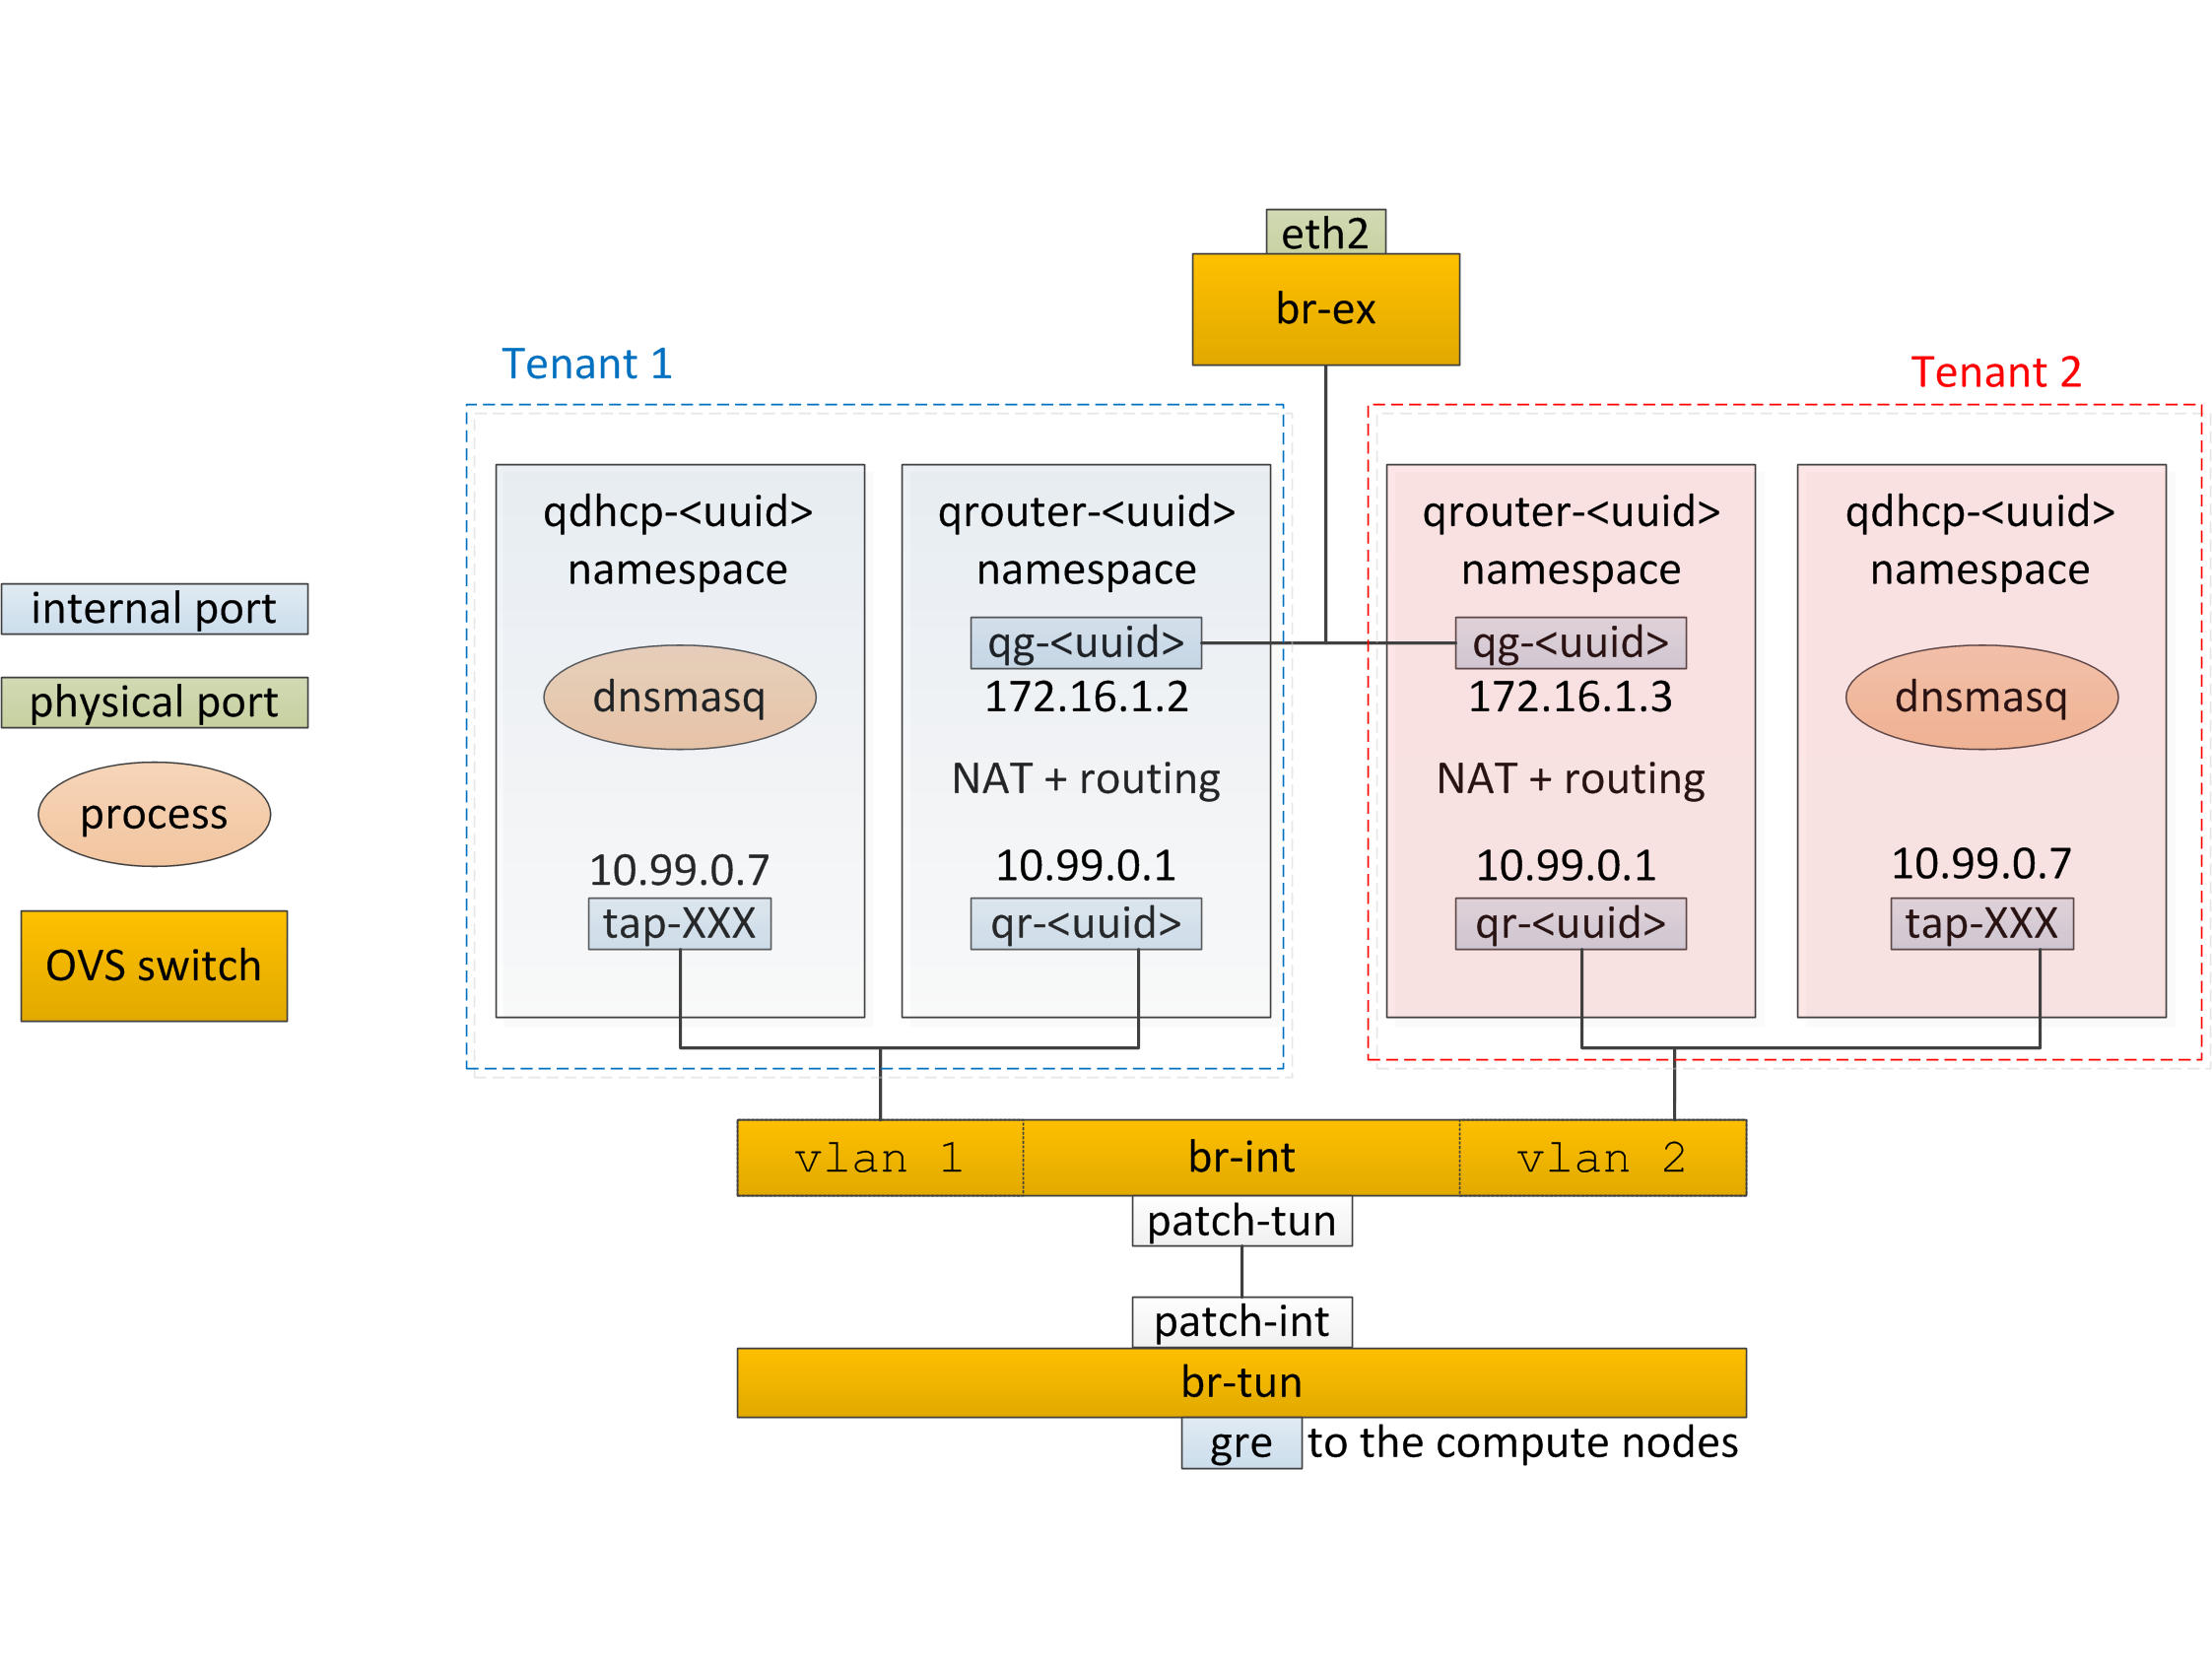 eth2
br-ex
Tenant 1
Tenant 2
qdhcp-<uuid>
namespace
dnsmasq
10.99.0.7
tap-XXX
qrouter-<uuid>
namespace
qg-<uuid>
172.16.1.2
NAT + routing
10.99.0.1
qr-<uuid>
qrouter-<uuid>
namespace
qg-<uuid>
172.16.1.3
NAT + routing
10.99.0.1
qr-<uuid>
qdhcp-<uuid>
namespace
dnsmasq
10.99.0.7
tap-XXX
internal port
physical port
process
OVS switch
vlan 1
br-int
vlan 2
patch-tun
patch-int
br-tun
gre to the compute nodes